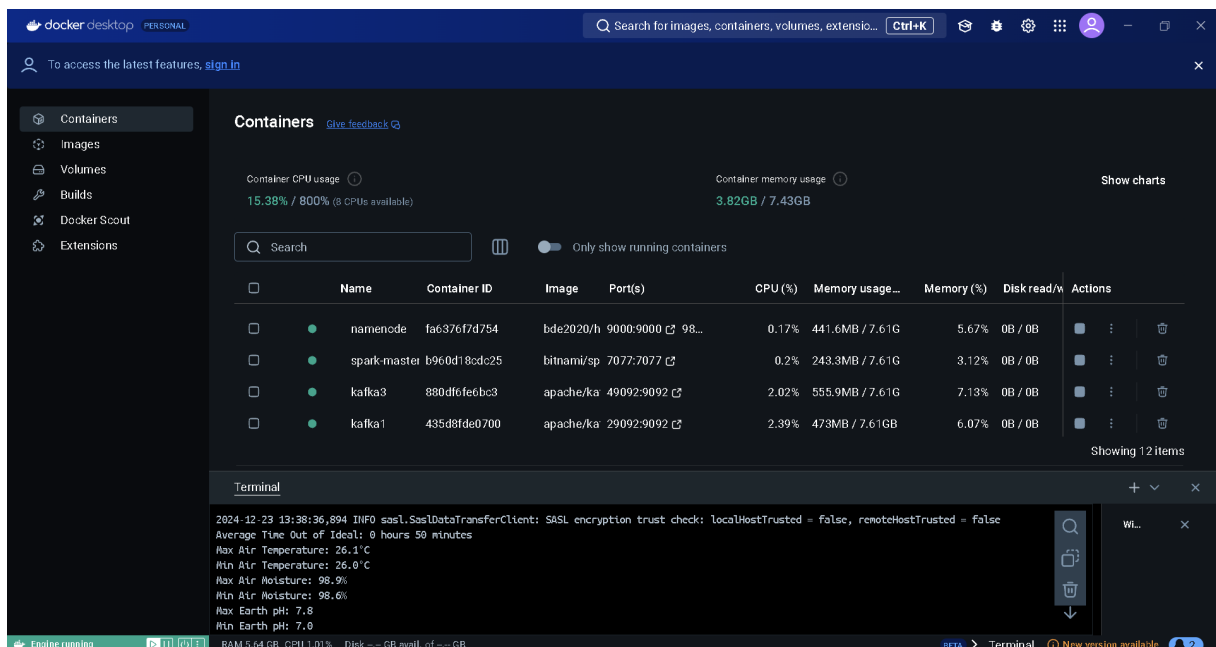 docker desktop PERSONAL Search for images, containers, volumes, extensio... Ctrl+K
To access the latest features, sign in
Containers
Images
Volumes
Builds
Docker Scout
Extensions
Containers Give feedback
Container CPU usage
15.38% / 800% (8 CPUs available)
Container memory usage
3.82GB / 7.43GB
Show charts
Search
Only show running containers
Name Container ID Image Port(s) CPU (%) Memory usage... Memory (%) Disk read/w Actions
namenode fa6376f7d754 bde2020/h 9000:9000 98... 0.17% 441.6MB / 7.61G 5.67% 0B / 0B
spark-master b960d18cdc25 bitnami/sp 7077:7077 0.2% 243.3MB / 7.61G 3.12% 0B / 0B
kafka3 880df6fe6bc3 apache/ka 49092:9092 2.02% 555.9MB / 7.61G 7.13% 0B / 0B
kafka1 435d8fde0700 apache/ka 29092:9092 2.39% 473MB / 7.61GB 6.07% 0B / 0B
Showing 12 items
Terminal
2024-12-23 13:38:36,894 INFO sasl.SaslDataTransferClient: SASL encryption trust check: localHostTrusted = false, remoteHostTrusted = false
Average Time Out of Ideal: 0 hours 50 minutes
Max Air Temperature: 26.1°C
Min Air Temperature: 26.0°C
Max Air Moisture: 98.9%
Min Air Moisture: 98.6%
Max Earth pH: 7.8
Min Earth pH: 7.0
Wi...
Engine running RAM 5.64 GB CPU 1.01% Disk -.-- GB avail. of -.-- GB BETA Terminal New version available 2